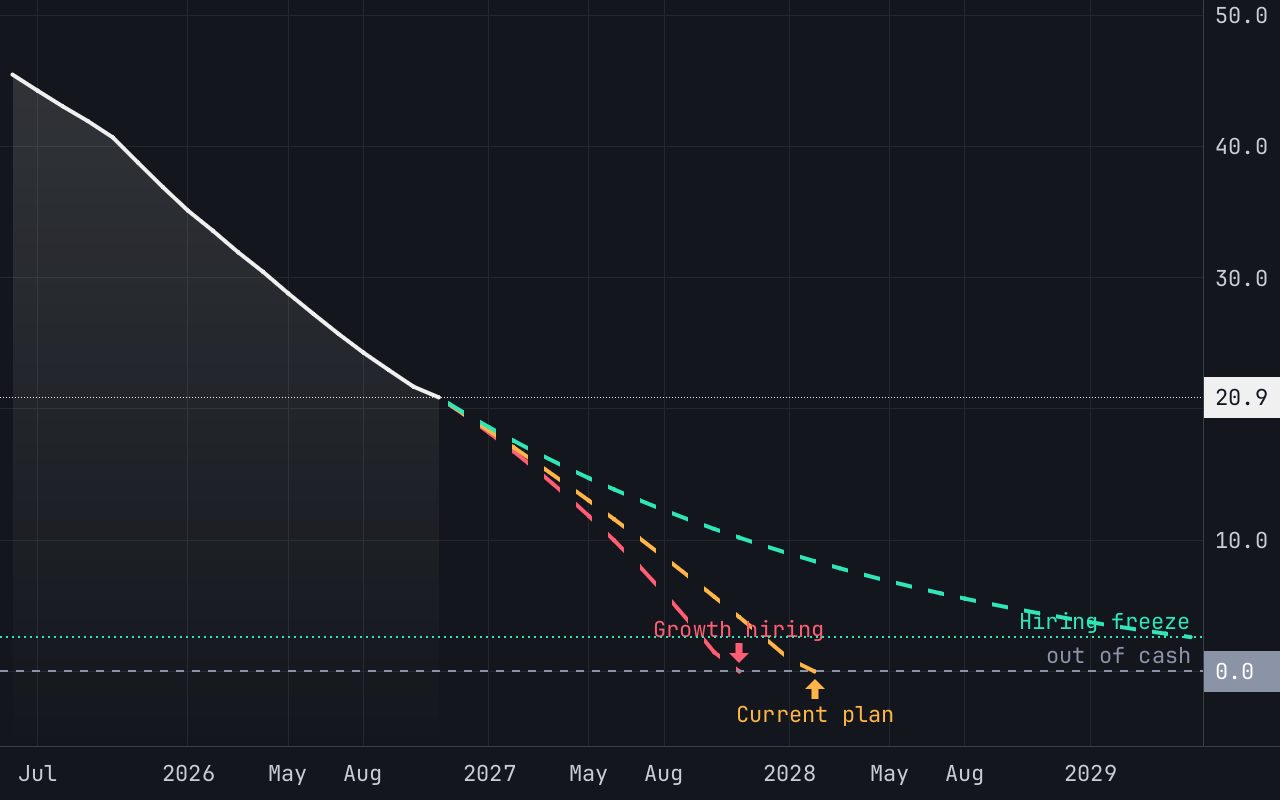 50.0
40.0
30.0
20.9
10.0
Growth hiring
Hiring freeze
out of cash
0.0
Current plan
Jul 2026 May Aug 2027 May Aug 2028 May Aug 2029